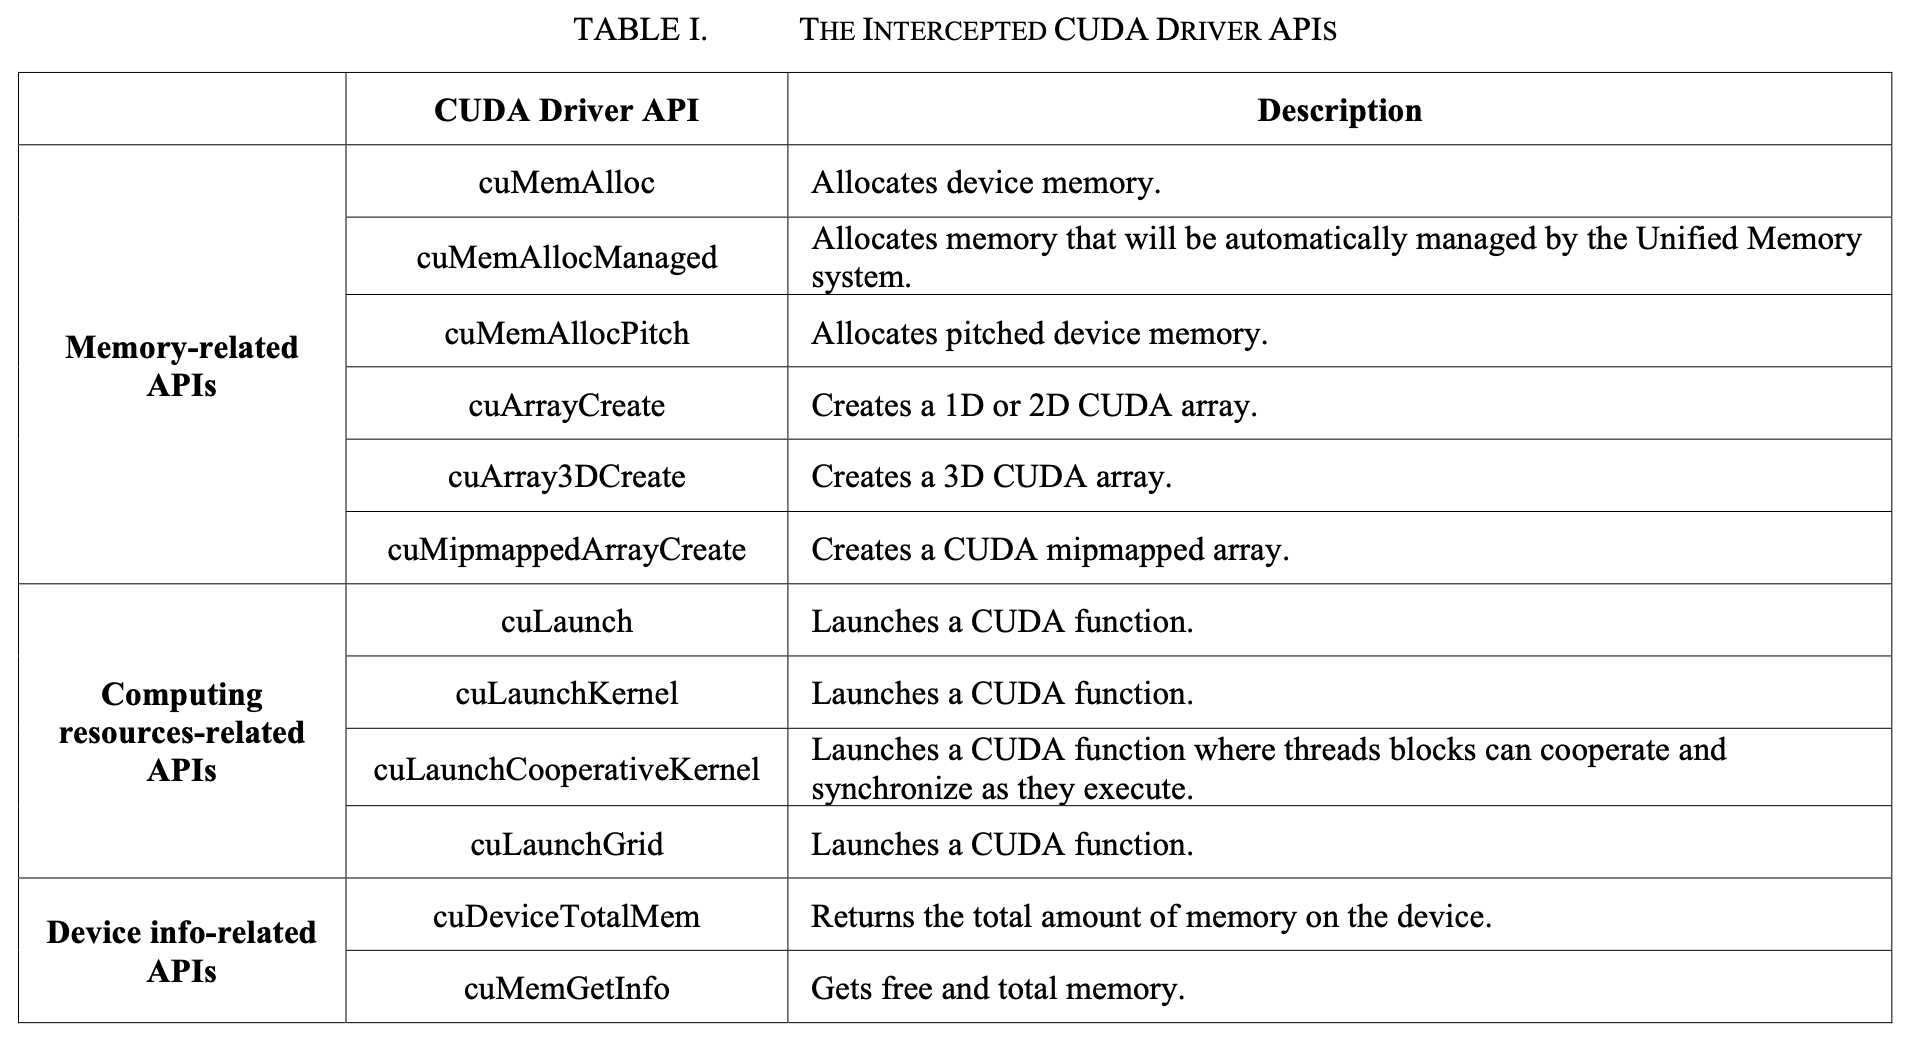 TABLE I. THE INTERCEPTED CUDA DRIVER APIS
CUDA Driver API Description
Memory-related
APIs
cuMemAlloc Allocates device memory.
cuMemAllocManaged Allocates memory that will be automatically managed by the Unified Memory
system.
cuMemAllocPitch Allocates pitched device memory.
cuArrayCreate Creates a 1D or 2D CUDA array.
cuArray3DCreate Creates a 3D CUDA array.
cuMipmappedArrayCreate Creates a CUDA mipmapped array.
Computing
resources-related
APIs
cuLaunch Launches a CUDA function.
cuLaunchKernel Launches a CUDA function.
cuLaunchCooperativeKernel Launches a CUDA function where threads blocks can cooperate and
synchronize as they execute.
cuLaunchGrid Launches a CUDA function.
Device info-related
APIs
cuDeviceTotalMem Returns the total amount of memory on the device.
cuMemGetInfo Gets free and total memory.